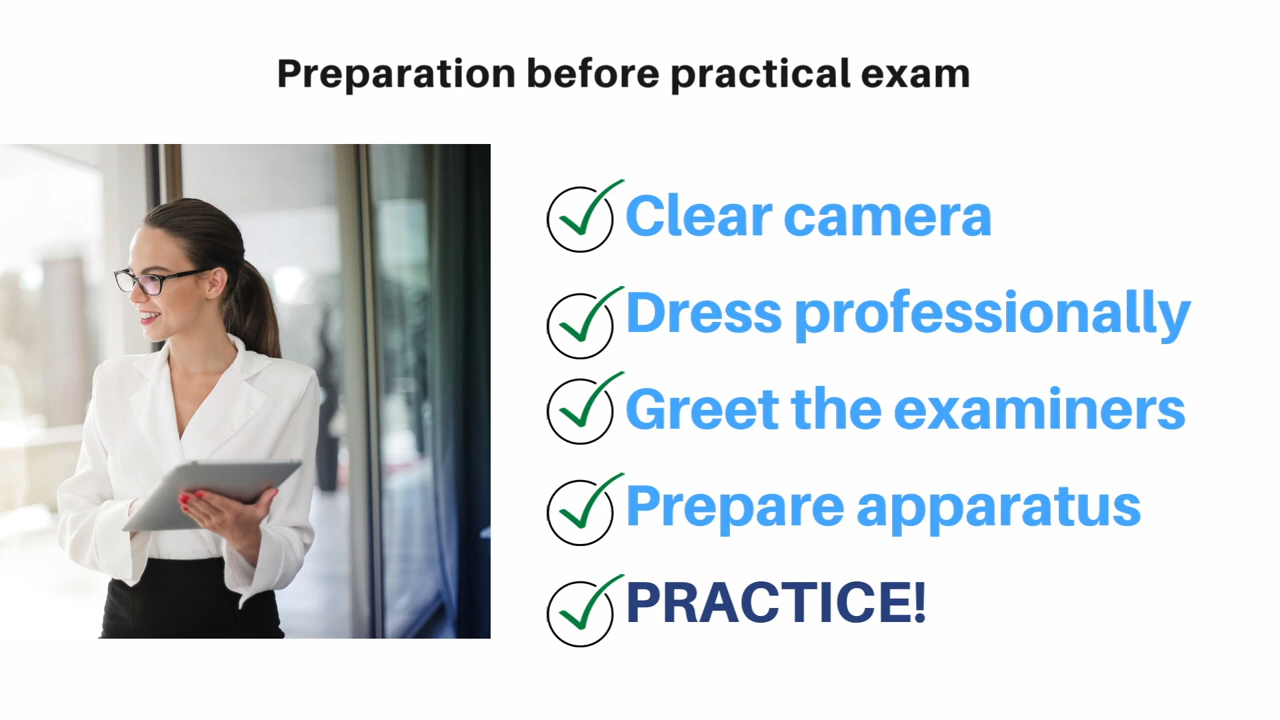 Preparation before practical exam
Clear camera
Dress professionally
Greet the examiners
Prepare apparatus
PRACTICE!